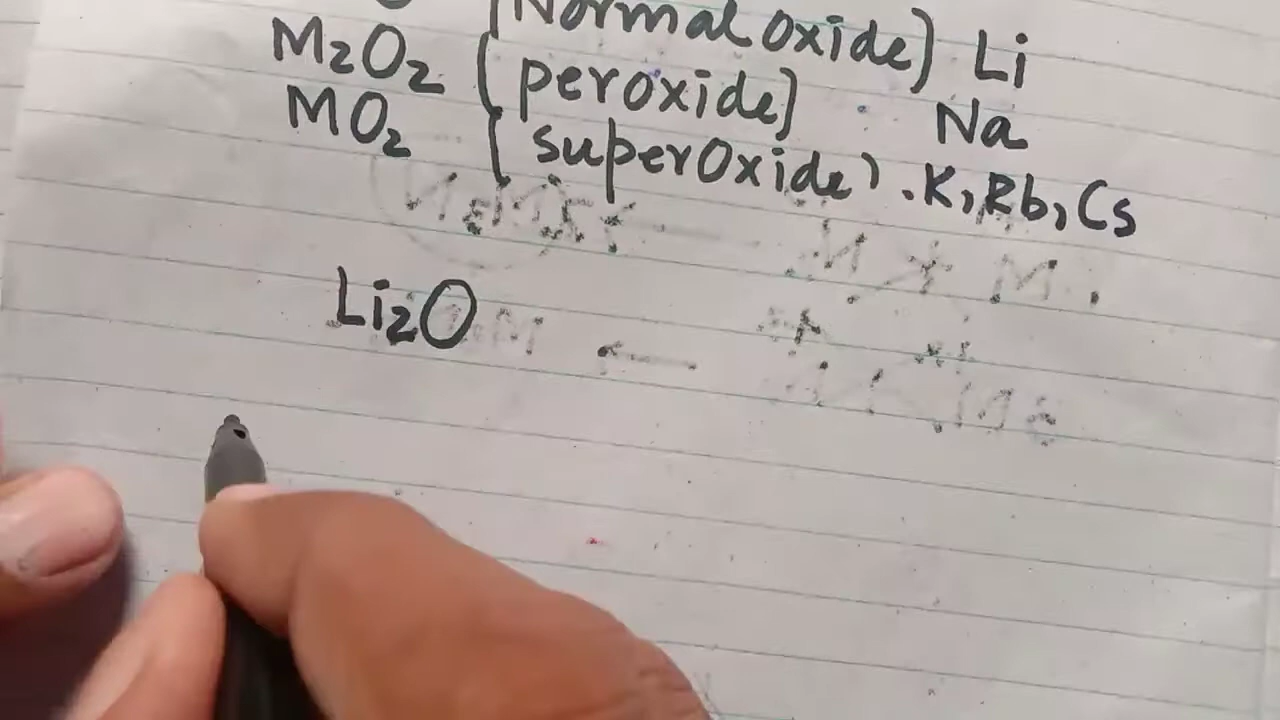 (Normal oxide) Li
M2O2 (peroxide) Na
MO2 (superoxide) . K, Rb, Cs
Li2O